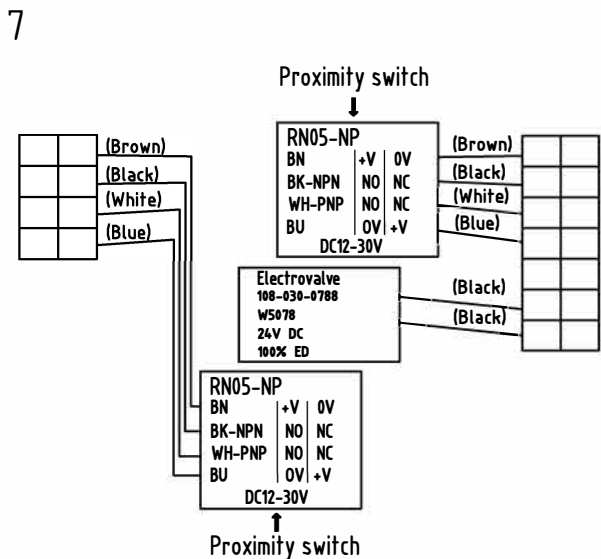 7
Proximity switch
RN05-NP
BN +V 0V
BK-NPN NO NC
WH-PNP NO NC
BU 0V +V
DC12-30V
(Brown)
(Black)
(White)
(Blue)
(Brown)
(Black)
(White)
(Blue)
Electrovalve
108-030-0788
W5078
24V DC
100% ED
(Black)
(Black)
RN05-NP
BN +V 0V
BK-NPN NO NC
WH-PNP NO NC
BU 0V +V
DC12-30V
Proximity switch